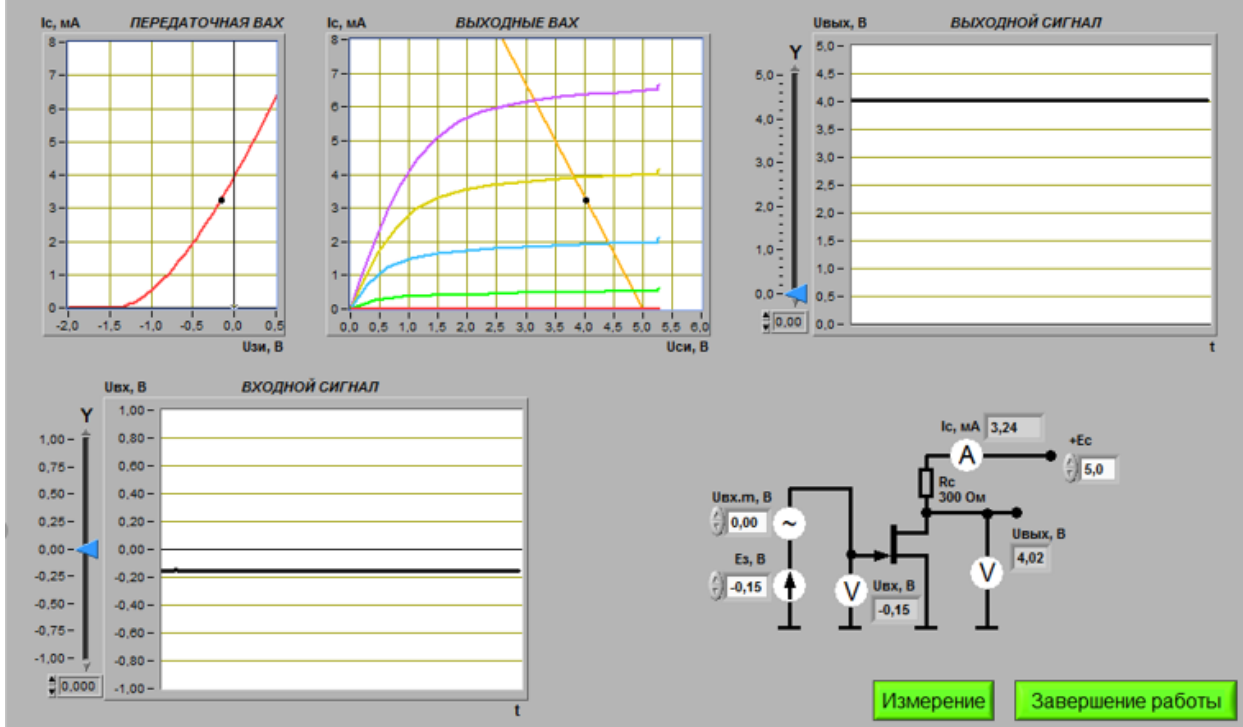 Ic, мА ПЕРЕДАТОЧНАЯ ВАХ
8
7
6
5
4
3
2
1
0
-2,0 -1,5 -1,0 -0,5 0,0 0,5
Uзи, В
Ic, мА ВЫХОДНЫЕ ВАХ
8
7
6
5
4
3
2
1
0
0,0 0,5 1,0 1,5 2,0 2,5 3,0 3,5 4,0 4,5 5,0 5,5 6,0
Uси, В
Uвых, В ВЫХОДНОЙ СИГНАЛ
Y
5,0
4,0
3,0
2,0
1,0
0,0
0,00
5,0
4,5
4,0
3,5
3,0
2,5
2,0
1,5
1,0
0,5
0,0
t
Uвх, В ВХОДНОЙ СИГНАЛ
Y
1,00
0,75
0,50
0,25
0,00
-0,25
-0,50
-0,75
-1,00
0,000
1,00
0,80
0,60
0,40
0,20
0,00
-0,20
-0,40
-0,60
-0,80
-1,00
t
Ic, мА 3,24
A
+Ec
5,0
Rc
300 Ом
Uвх.m, В
0,00
~
Eз, В
-0,15
V
Uвх, В
-0,15
V
Uвых, В
4,02
Измерение
Завершение работы